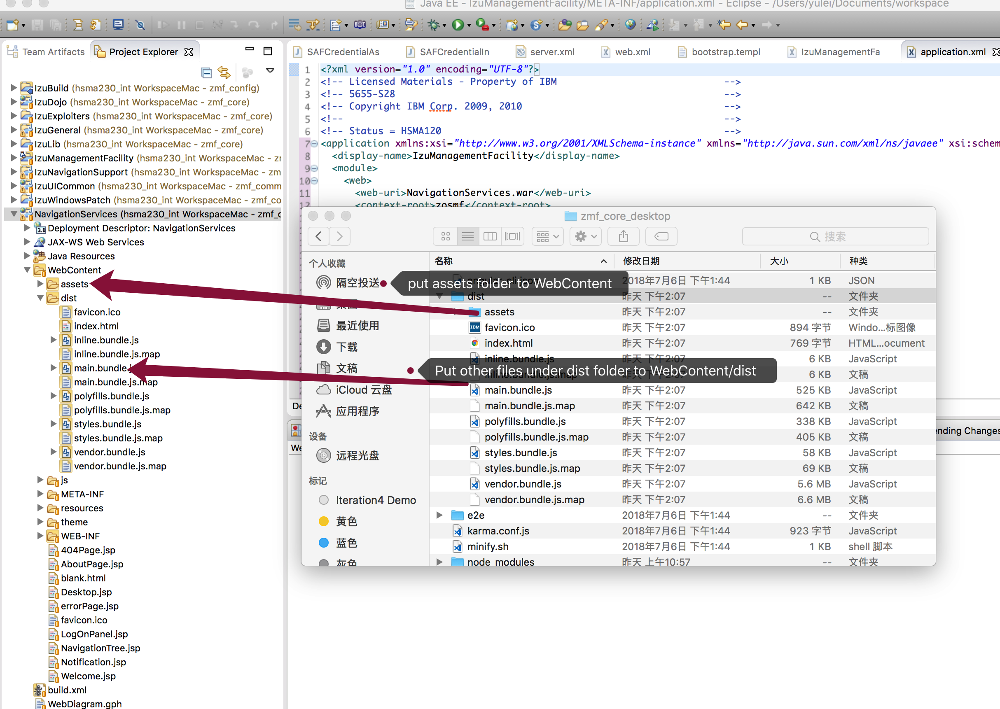 Java EE - IzuManagementFacility/META-INF/application.xml - Eclipse - /Users/yulei/Documents/workspace
Team Artifacts
Project Explorer
SAFCredentialAs
SAFCredentialIn
server.xml
web.xml
bootstrap.templ
IzuManagementFa
application.xml
IzuBuild (hsma230_int WorkspaceMac - zmf_config)
IzuDojo (hsma230_int WorkspaceMac - zmf_core)
IzuExploiters (hsma230_int WorkspaceMac - zmf_core)
IzuGeneral (hsma230_int WorkspaceMac - zmf_core)
IzuLib (hsma230_int WorkspaceMac - zmf_core)
IzuManagementFacility (hsma230_int WorkspaceMac - zr
IzuNavigationSupport (hsma230_int WorkspaceMac - zm
IzuUICommon (hsma230_int WorkspaceMac - zmf_comm
IzuWindowsPatch (hsma230_int WorkspaceMac - zmf_co
NavigationServices (hsma230_int WorkspaceMac - zmf_c
Deployment Descriptor: NavigationServices
JAX-WS Web Services
Java Resources
WebContent
assets
dist
favicon.ico
index.html
inline.bundle.js
inline.bundle.js.map
main.bundle.j
main.bundle.js.map
polyfills.bundle.js
polyfills.bundle.js.map
styles.bundle.js
styles.bundle.js.map
vendor.bundle.js
vendor.bundle.js.map
js
META-INF
resources
theme
WEB-INF
404Page.jsp
AboutPage.jsp
blank.html
Desktop.jsp
errorPage.jsp
favicon.ico
LogOnPanel.jsp
NavigationTree.jsp
Notification.jsp
Welcome.jsp
build.xml
WebDiagram.gph
1 <?xml version="1.0" encoding="UTF-8"?>
2 <!-- Licensed Materials - Property of IBM -->
3 <!-- 5655-S28 -->
4 <!-- Copyright IBM Corp. 2009, 2010 -->
5 <!-- -->
6 <!-- Status = HSMA120 -->
7 <application xmlns:xsi="http://www.w3.org/2001/XMLSchema-instance" xmlns="http://java.sun.com/xml/ns/javaee" xsi:schem
8 <display-name>IzuManagementFacility</display-name>
9 <module>
10 <web>
11 <web-uri>NavigationServices.war</web-uri>
12 <context-root>zosmf</context-root>
zmf_core_desktop
搜索
个人收藏
隔空投送
桌面
最近使用
下载
文稿
iCloud 云盘
应用程序
设备
远程光盘
标记
Iteration4 Demo
黄色
蓝色
灰色
名称 修改日期 大小 种类
angular-cli.json 2018年7月6日 下午1:44 1 KB JSON
put assets folder to WebContent
dist 昨天 下午2:07 -- 文件夹
assets 昨天 下午2:07 -- 文件夹
IBM favicon.ico 昨天 下午2:07 894 字节 Windo...标图像
index.html 昨天 下午2:07 769 字节 HTML...ocument
inline.bundle.js 昨天 下午2:07 6 KB JavaScript
Put other files under dist folder to WebContent/dist
inline.bundle.js.map 昨天 下午2:07 6 KB 文稿
main.bundle.js 昨天 下午2:07 525 KB JavaScript
main.bundle.js.map 昨天 下午2:07 642 KB 文稿
polyfills.bundle.js 昨天 下午2:07 338 KB JavaScript
polyfills.bundle.js.map 昨天 下午2:07 405 KB 文稿
styles.bundle.js 昨天 下午2:07 58 KB JavaScript
styles.bundle.js.map 昨天 下午2:07 69 KB 文稿
vendor.bundle.js 昨天 下午2:07 5.6 MB JavaScript
vendor.bundle.js.map 昨天 下午2:07 6.6 MB 文稿
e2e 2018年7月6日 下午1:44 -- 文件夹
karma.conf.js 2018年7月6日 下午1:44 923 字节 JavaScript
minify.sh 2018年7月6日 下午1:44 1 KB shell 脚本
node_modules 昨天 上午10:57 -- 文件夹
De
We
ending Changes